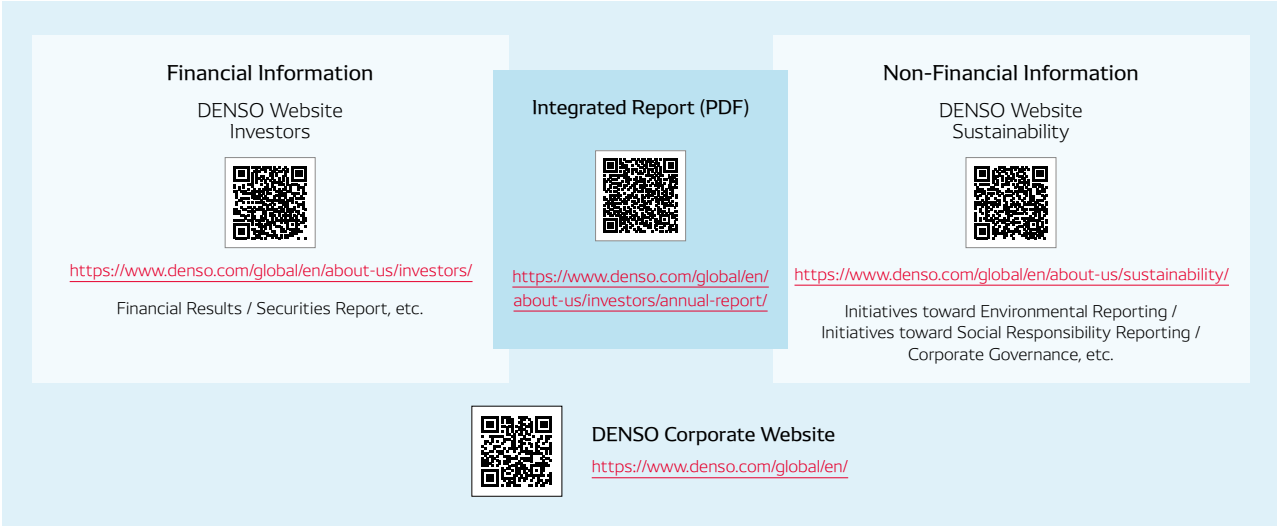 Financial Information
DENSO Website
Investors
https://www.denso.com/global/en/about-us/investors/
Financial Results / Securities Report, etc.
Integrated Report (PDF)
https://www.denso.com/global/en/
about-us/investors/annual-report/
Non-Financial Information
DENSO Website
Sustainability
https://www.denso.com/global/en/about-us/sustainability/
Initiatives toward Environmental Reporting /
Initiatives toward Social Responsibility Reporting /
Corporate Governance, etc.
DENSO Corporate Website
https://www.denso.com/global/en/